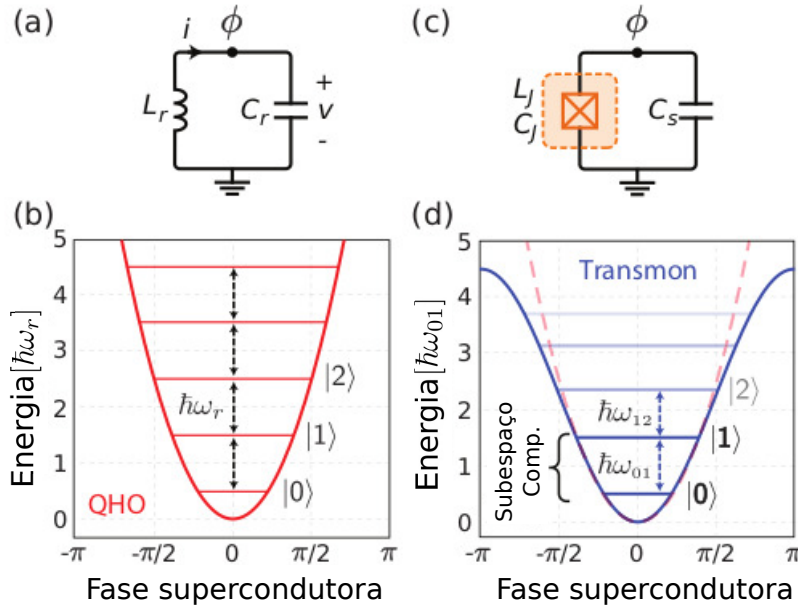 (a)
i
ϕ
L_r
C_r
+
v
-
(c)
ϕ
L_J
C_J
C_s
(b)
Energia[ℏω_r]
5
4
3
2
1
0
ℏω_r
|2⟩
|1⟩
|0⟩
QHO
-π
-π/2
0
π/2
π
Fase supercondutora
(d)
Energia[ℏω_01]
5
4
3
2
1
0
Transmon
|2⟩
ℏω_12
|1⟩
ℏω_01
|0⟩
Subespaço
Comp.
-π
-π/2
0
π/2
π
Fase supercondutora